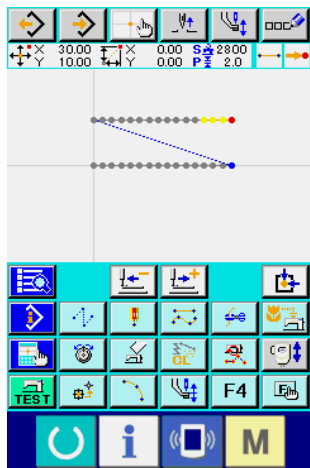 X 30.00 X 0.00 S 2800
Y 10.00 Y 0.00 P 2.0
CL
TEST F4 F
i M